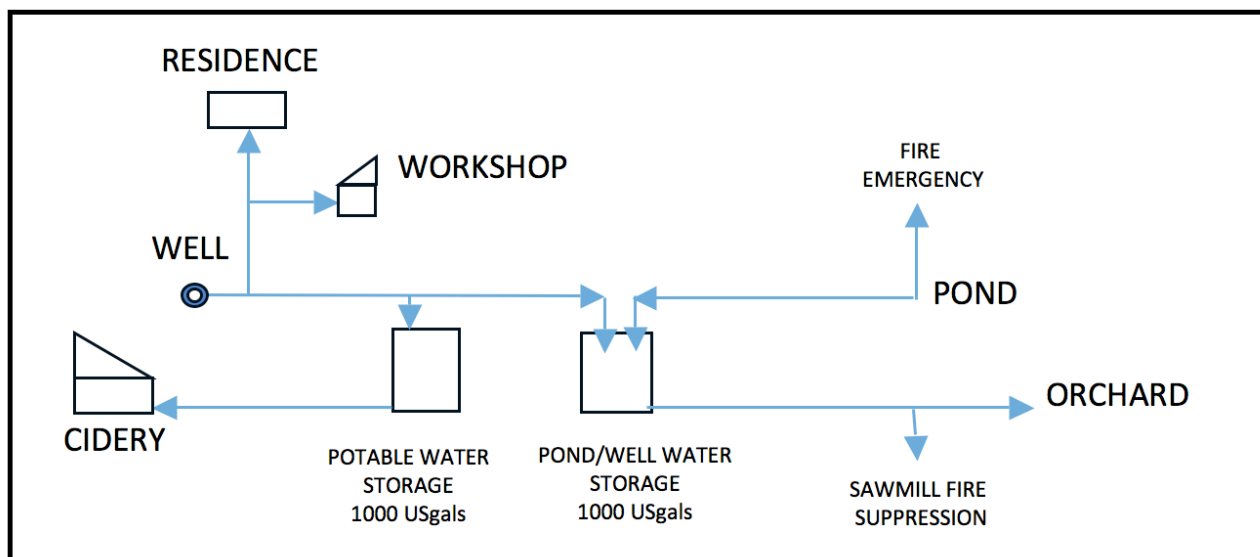 RESIDENCE
WORKSHOP
FIRE
EMERGENCY
WELL
POND
CIDERY
ORCHARD
POTABLE WATER
STORAGE
1000 USgals
POND/WELL WATER
STORAGE
1000 USgals
SAWMILL FIRE
SUPPRESSION